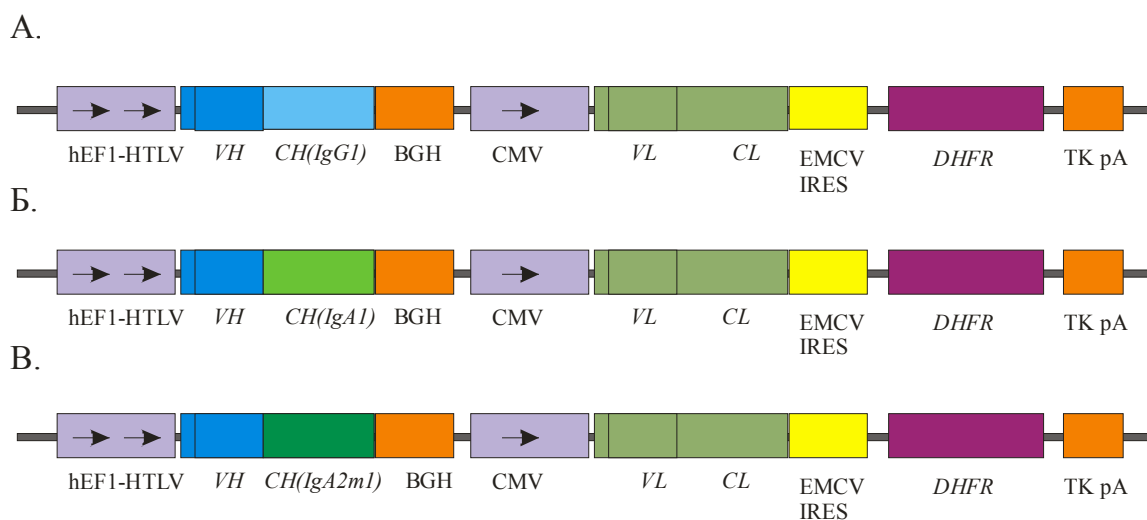 А.
hEF1-HTLV VH CH(IgG1) BGH CMV VL CL EMCV IRES DHFR TK pA
Б.
hEF1-HTLV VH CH(IgA1) BGH CMV VL CL EMCV IRES DHFR TK pA
В.
hEF1-HTLV VH CH(IgA2m1) BGH CMV VL CL EMCV IRES DHFR TK pA